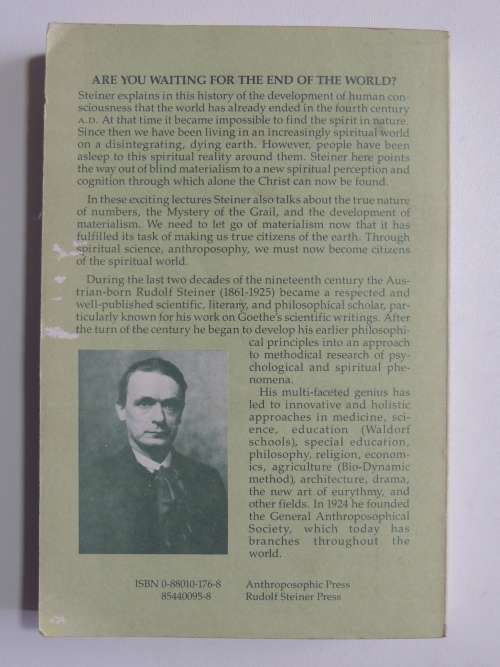 ARE YOU WAITING FOR THE END OF THE WORLD?
Steiner explains in this history of the development of human con-
sciousness that the world has already ended in the fourth century
A.D. At that time it became impossible to find the spirit in nature.
Since then we have been living in an increasingly spiritual world
on a disintegrating, dying earth. However, people have been
asleep to this spiritual reality around them. Steiner here points
the way out of blind materialism to a new spiritual perception and
cognition through which alone the Christ can now be found.
In these exciting lectures Steiner also talks about the true nature
of numbers, the Mystery of the Grail, and the development of
materialism. We need to let go of materialism now that it has
fulfilled its task of making us true citizens of the earth. Through
spiritual science, anthroposophy, we must now become citizens
of the spiritual world.
During the last two decades of the nineteenth century the Aus-
trian-born Rudolf Steiner (1861-1925) became a respected and
well-published scientific, literary, and philosophical scholar, par-
ticularly known for his work on Goethe's scientific writings. After
the turn of the century he began to develop his earlier philosophi-
cal principles into an approach
to methodical research of psy-
chological and spiritual phe-
nomena.
His multi-faceted genius has
led to innovative and holistic
approaches in medicine, sci-
ence, education (Waldorf
schools), special education,
philosophy, religion, econom-
ics, agriculture (Bio-Dynamic
method), architecture, drama,
the new art of eurythmy, and
other fields. In 1924 he founded
the General Anthroposophical
Society, which today has
branches throughout the
world.
ISBN 0-88010-176-8 Anthroposophic Press
85440095-8 Rudolf Steiner Press